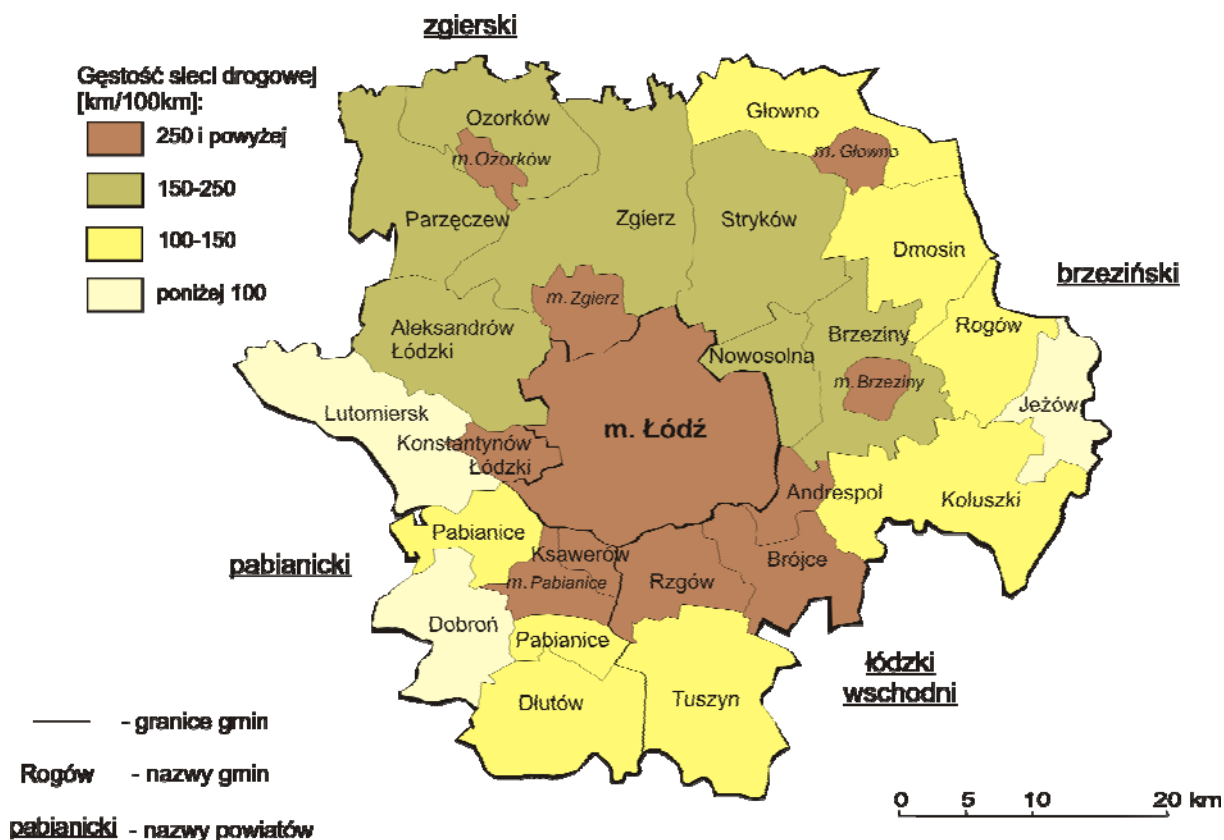 zgierski
Gęstość sieci drogowej
[km/100km]:
250 i powyżej
150-250
100-150
poniżej 100
Ozorków
m. Ozorków
Głowno
m. Głowno
Parzęczew
Zgierz
Stryków
Dmosin
brzeziński
m. Zgierz
Aleksandrów
Łódzki
Nowosolna
Brzeziny
Rogów
m. Brzeziny
Jeżów
Lutomiersk
m. Łódź
Konstantynów
Łódzki
Andrespol
Koluszki
Pabianice
Ksawerów
Brójce
pabianicki
m. Pabianice
Rzgów
Dobroń
Pabianice
łódzki
wschodni
Dłutów
Tuszyn
- granice gmin
Rogów - nazwy gmin
pabianicki - nazwy powiatów
0 5 10 20 km